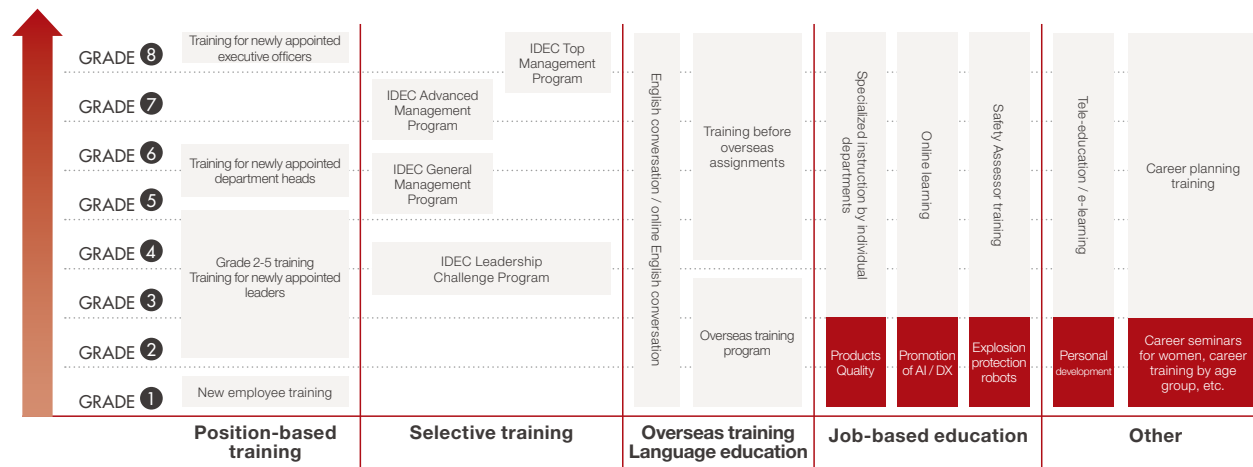 GRADE 8
GRADE 7
GRADE 6
GRADE 5
GRADE 4
GRADE 3
GRADE 2
GRADE 1
Training for newly appointed
executive officers
Training for newly appointed
department heads
Grade 2-5 training
Training for newly appointed
leaders
New employee training
Position-based
training
IDEC Top
Management
Program
IDEC Advanced
Management
Program
IDEC General
Management
Program
IDEC Leadership
Challenge Program
Selective training
English conversation / online English conversation
Training before
overseas
assignments
Overseas training
program
Overseas training
Language education
Specialized instruction by individual
departments
Online learning
Safety Assessor training
Products
Quality
Promotion
of AI / DX
Explosion
protection
robots
Job-based education
Tele-education / e-learning
Career planning
training
Personal
development
Career seminars
for women, career
training by age
group, etc.
Other